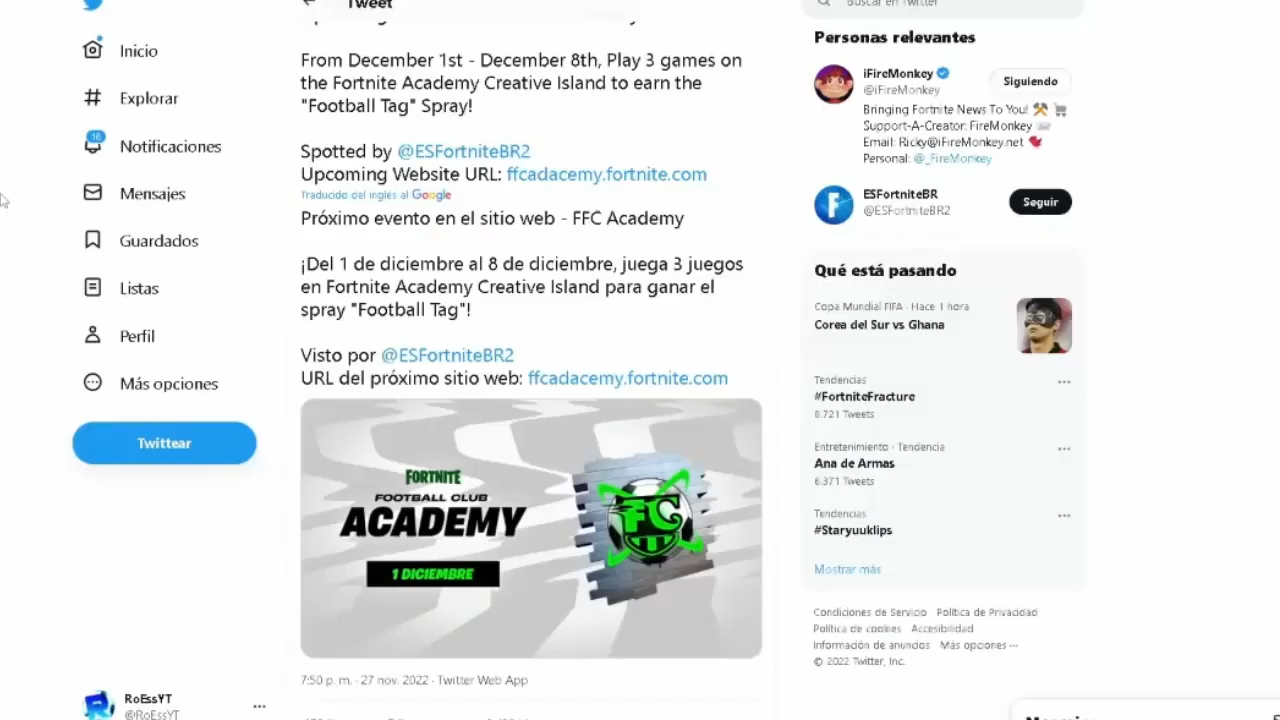 Tweet
Buscar en Twitter
Inicio
Explorar
16
Notificaciones
Mensajes
Guardados
Listas
Perfil
Más opciones
Twittear
RoEssYT
@RoEssYT
From December 1st - December 8th, Play 3 games on
the Fortnite Academy Creative Island to earn the
"Football Tag" Spray!
Spotted by @ESFortniteBR2
Upcoming Website URL: ffcadacemy.fortnite.com
Traducido del inglés al Google
Próximo evento en el sitio web - FFC Academy
¡Del 1 de diciembre al 8 de diciembre, juega 3 juegos
en Fortnite Academy Creative Island para ganar el
spray "Football Tag"!
Visto por @ESFortniteBR2
URL del próximo sitio web: ffcadacemy.fortnite.com
FORTNITE
FOOTBALL CLUB
ACADEMY
1 DICIEMBRE
FC
7:50 p. m. · 27 nov. 2022 · Twitter Web App
Personas relevantes
iFireMonkey
@iFireMonkey
Siguiendo
Bringing Fortnite News To You!
Support-A-Creator: FireMonkey
Email: Ricky@iFireMonkey.net
Personal: @_FireMonkey
ESFortniteBR
@ESFortniteBR2
Seguir
Qué está pasando
Copa Mundial FIFA · Hace 1 hora
Corea del Sur vs Ghana
Tendencias
#FortniteFracture
8.721 Tweets
Entretenimiento · Tendencia
Ana de Armas
6.371 Tweets
Tendencias
#Staryuuklips
Mostrar más
Condiciones de Servicio Política de Privacidad
Política de cookies Accesibilidad
Información de anuncios Más opciones ···
© 2022 Twitter, Inc.